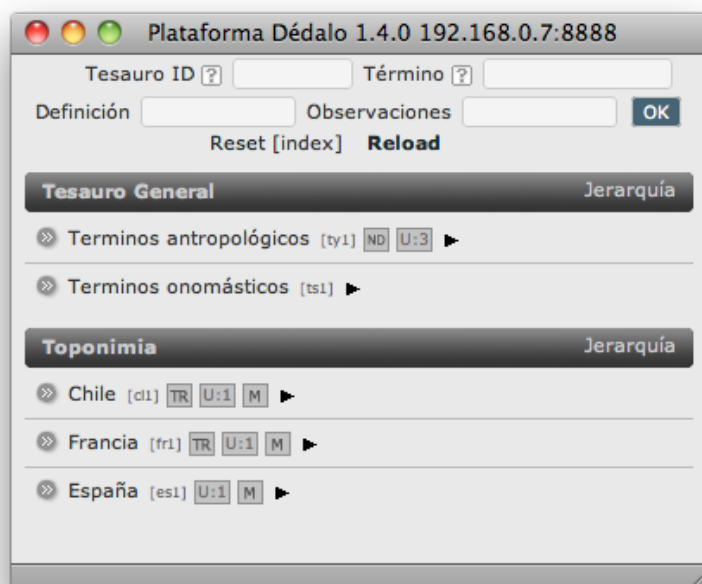 Plataforma Dédalo 1.4.0 192.168.0.7:8888
Tesauro ID ? Término ?
Definición Observaciones OK
Reset [index] Reload
Tesauro General Jerarquía
Terminos antropológicos [ty1] ND U:3
Terminos onomásticos [ts1]
Toponimia Jerarquía
Chile [cl1] TR U:1 M
Francia [fr1] TR U:1 M
España [es1] U:1 M